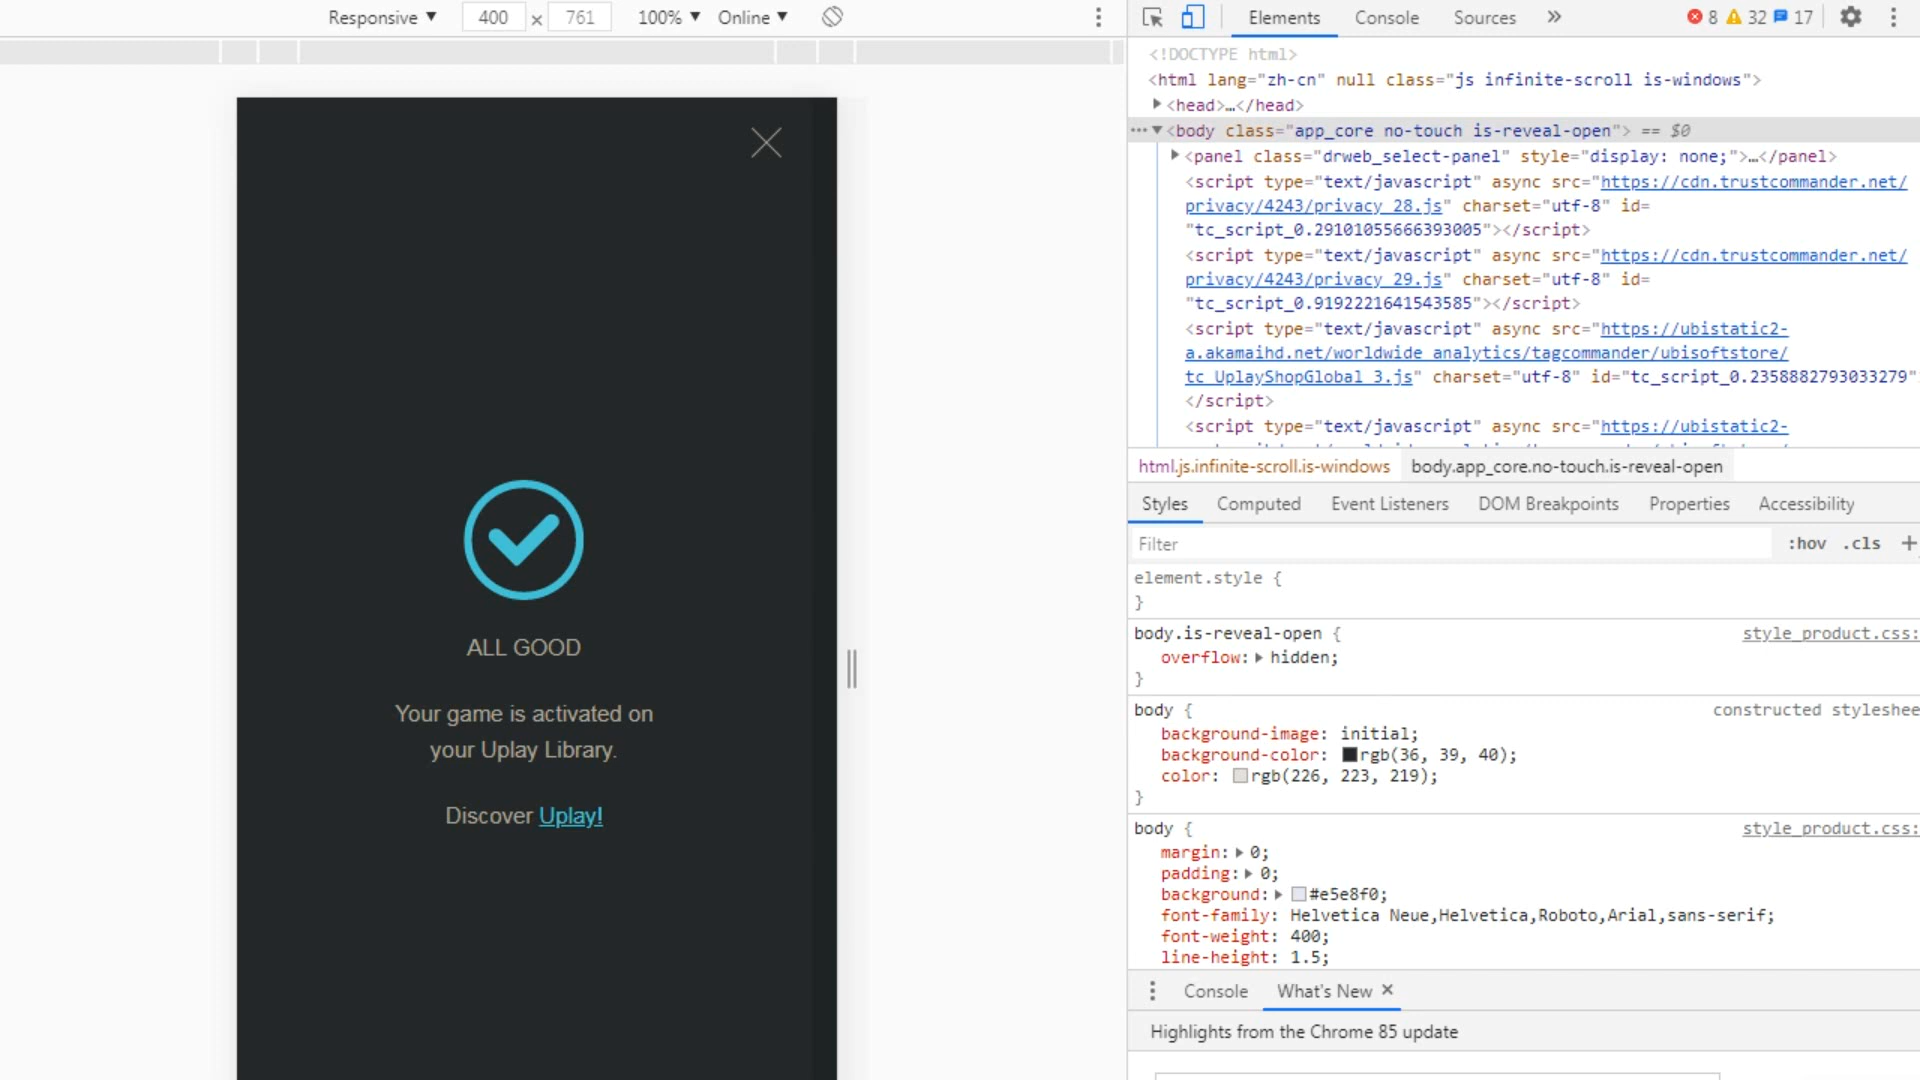 Responsive ▼ 400 × 761 100% ▼ Online ▼
ALL GOOD
Your game is activated on
your Uplay Library.
Discover Uplay!
Elements Console Sources » 8 32 17
<!DOCTYPE html>
<html lang="zh-cn" null class="js infinite-scroll is-windows">
<head>…</head>
<body class="app_core no-touch is-reveal-open"> == $0
<panel class="drweb_select-panel" style="display: none;">…</panel>
<script type="text/javascript" async src="https://cdn.trustcommander.net/
privacy/4243/privacy_28.js" charset="utf-8" id=
"tc_script_0.29101055666393005"></script>
<script type="text/javascript" async src="https://cdn.trustcommander.net/
privacy/4243/privacy_29.js" charset="utf-8" id=
"tc_script_0.9192221641543585"></script>
<script type="text/javascript" async src="https://ubistatic2-
a.akamaihd.net/worldwide_analytics/tagcommander/ubisoftstore/
tc_UplayShopGlobal_3.js" charset="utf-8" id="tc_script_0.2358882793033279"
</script>
<script type="text/javascript" async src="https://ubistatic2-
html.js.infinite-scroll.is-windows body.app_core.no-touch.is-reveal-open
Styles Computed Event Listeners DOM Breakpoints Properties Accessibility
Filter :hov .cls +
element.style {
}
body.is-reveal-open { style_product.css:
overflow: hidden;
}
body { constructed styleshee
background-image: initial;
background-color: rgb(36, 39, 40);
color: rgb(226, 223, 219);
}
body { style_product.css:
margin: 0;
padding: 0;
background: #e5e8f0;
font-family: Helvetica Neue,Helvetica,Roboto,Arial,sans-serif;
font-weight: 400;
line-height: 1.5;
Console What's New ×
Highlights from the Chrome 85 update